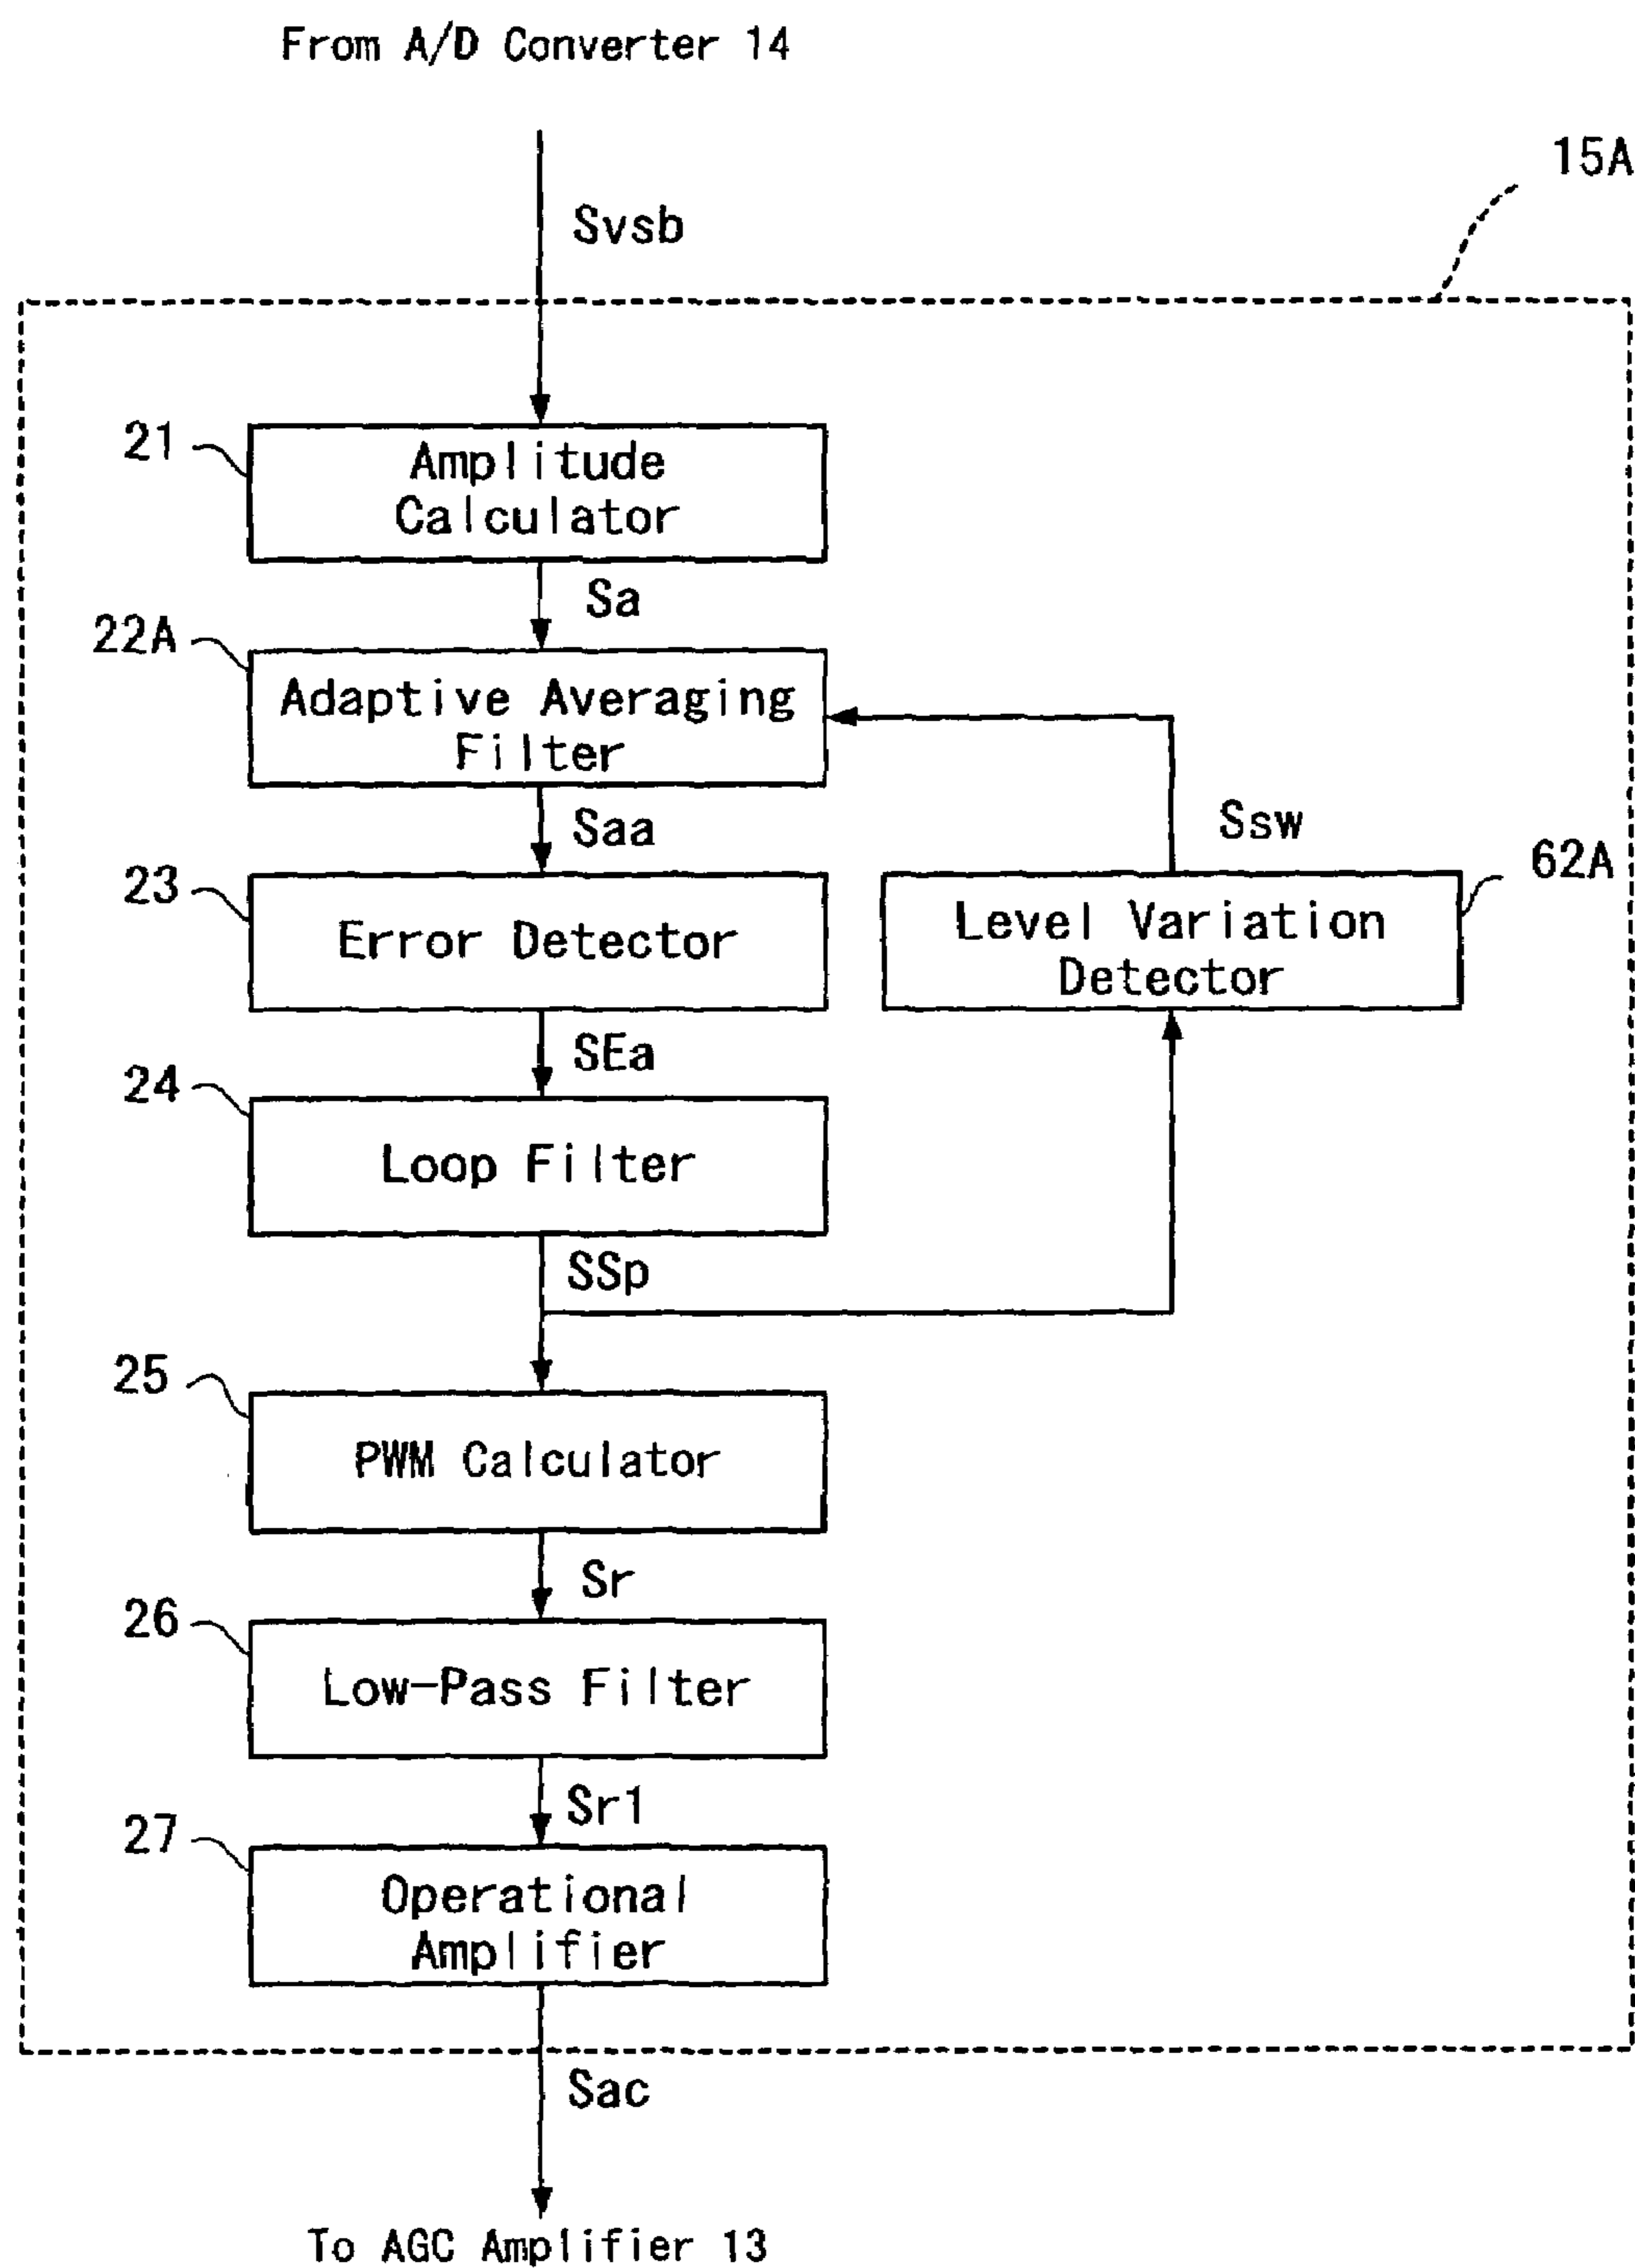 From A/D Converter 14
15A
Svsb
21
Amplitude
Calculator
Sa
22A
Adaptive Averaging
Filter
Saa
Ssw
23
Error Detector
62A
Level Variation
Detector
SEa
24
Loop Filter
SSp
25
PWM Calculator
Sr
26
Low-Pass Filter
Sr1
27
Operational
Amplifier
Sac
To AGC Amplifier 13